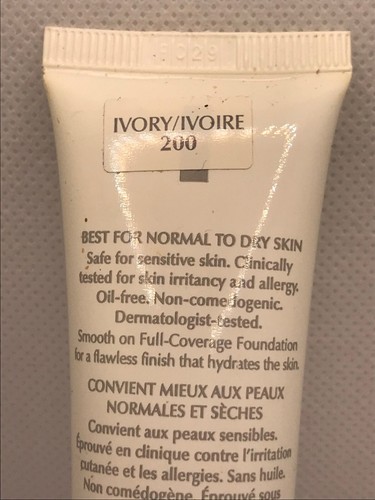 IVORY/IVOIRE
200
BEST FOR NORMAL TO DRY SKIN
Safe for sensitive skin. Clinically
tested for skin irritancy and allergy.
Oil-free. Non-comedogenic.
Dermatologist-tested.
Smooth on Full-Coverage Foundation
for a flawless finish that hydrates the skin.
CONVIENT MIEUX AUX PEAUX
NORMALES ET SÈCHES
Convient aux peaux sensibles.
Éprouvé en clinique contre l'irritation
cutanée et les allergies. Sans huile.
Non comédogène. Éprouvé sous